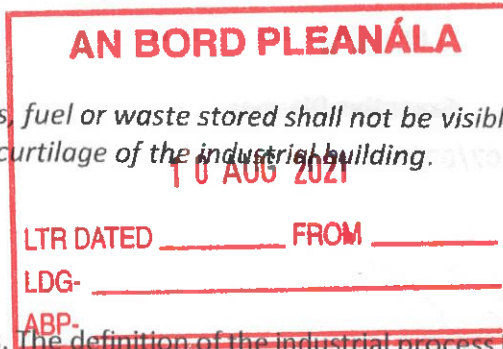 AN BORD PLEANÁLA
s, fuel or waste stored shall not be visibl
curtilage of the industrial building.
10 AUG 2021
LTR DATED FROM
LDG-
ABP-
. The definition of the industrial process